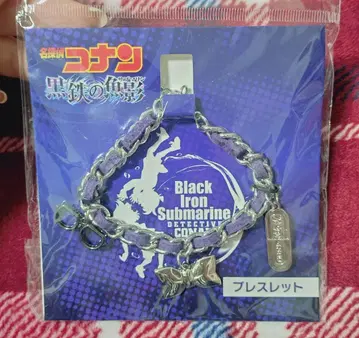 名探偵コナン
黒鉄の魚影
Black
Iron
Submarine
DETECTIVE
CONAN
ブレスレット